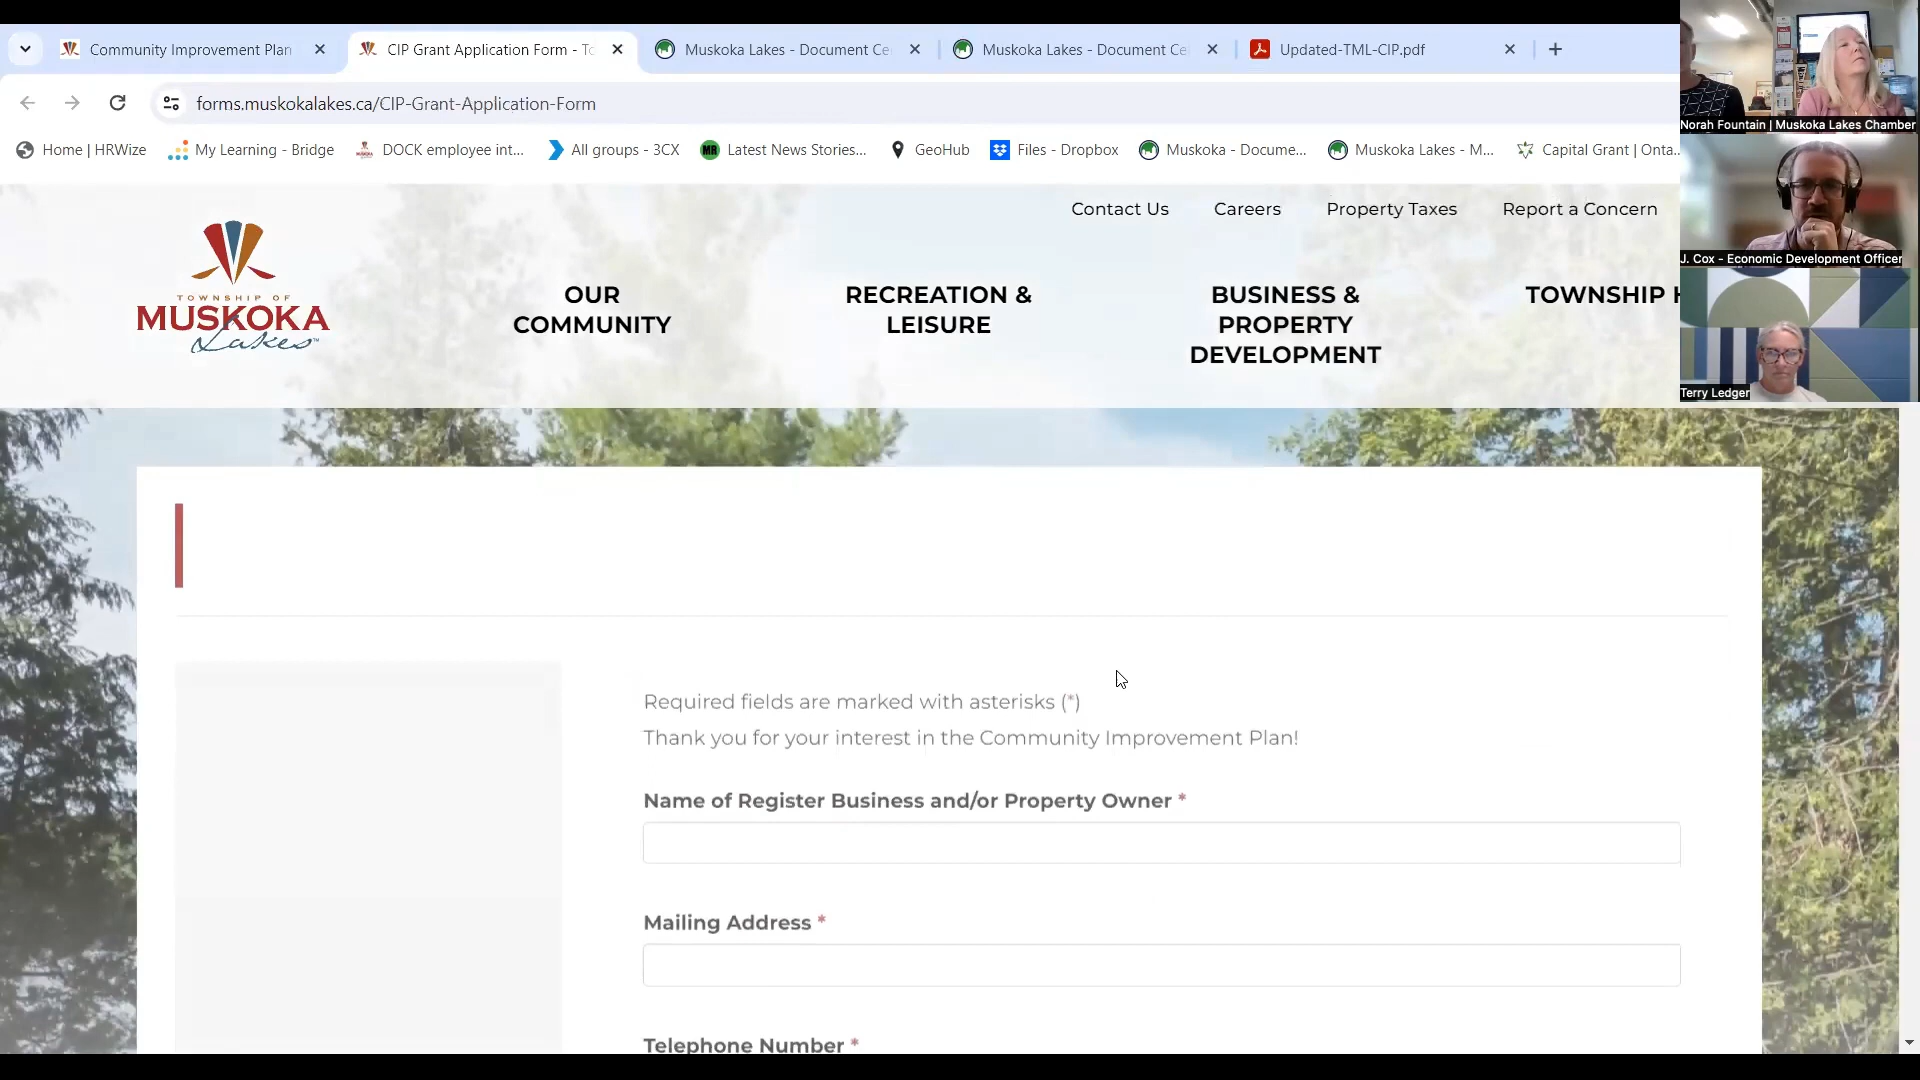 Community Improvement Plan
CIP Grant Application Form - To
Muskoka Lakes - Document Ce
Muskoka Lakes - Document Ce
Updated-TML-CIP.pdf
forms.muskokalakes.ca/CIP-Grant-Application-Form
Home | HRWize
My Learning - Bridge
DOCK employee int...
All groups - 3CX
MR
Latest News Stories...
GeoHub
Files - Dropbox
Muskoka - Docume...
Muskoka Lakes - M...
Capital Grant | Onta...
Norah Fountain | Muskoka Lakes Chamber
J. Cox - Economic Development Officer
Terry Ledger
Contact Us
Careers
Property Taxes
Report a Concern
TOWNSHIP OF
MUSKOKA
Lakes™
OUR
COMMUNITY
RECREATION &
LEISURE
BUSINESS &
PROPERTY
DEVELOPMENT
TOWNSHIP H
Required fields are marked with asterisks (*)
Thank you for your interest in the Community Improvement Plan!
Name of Register Business and/or Property Owner *
Mailing Address *
Telephone Number *